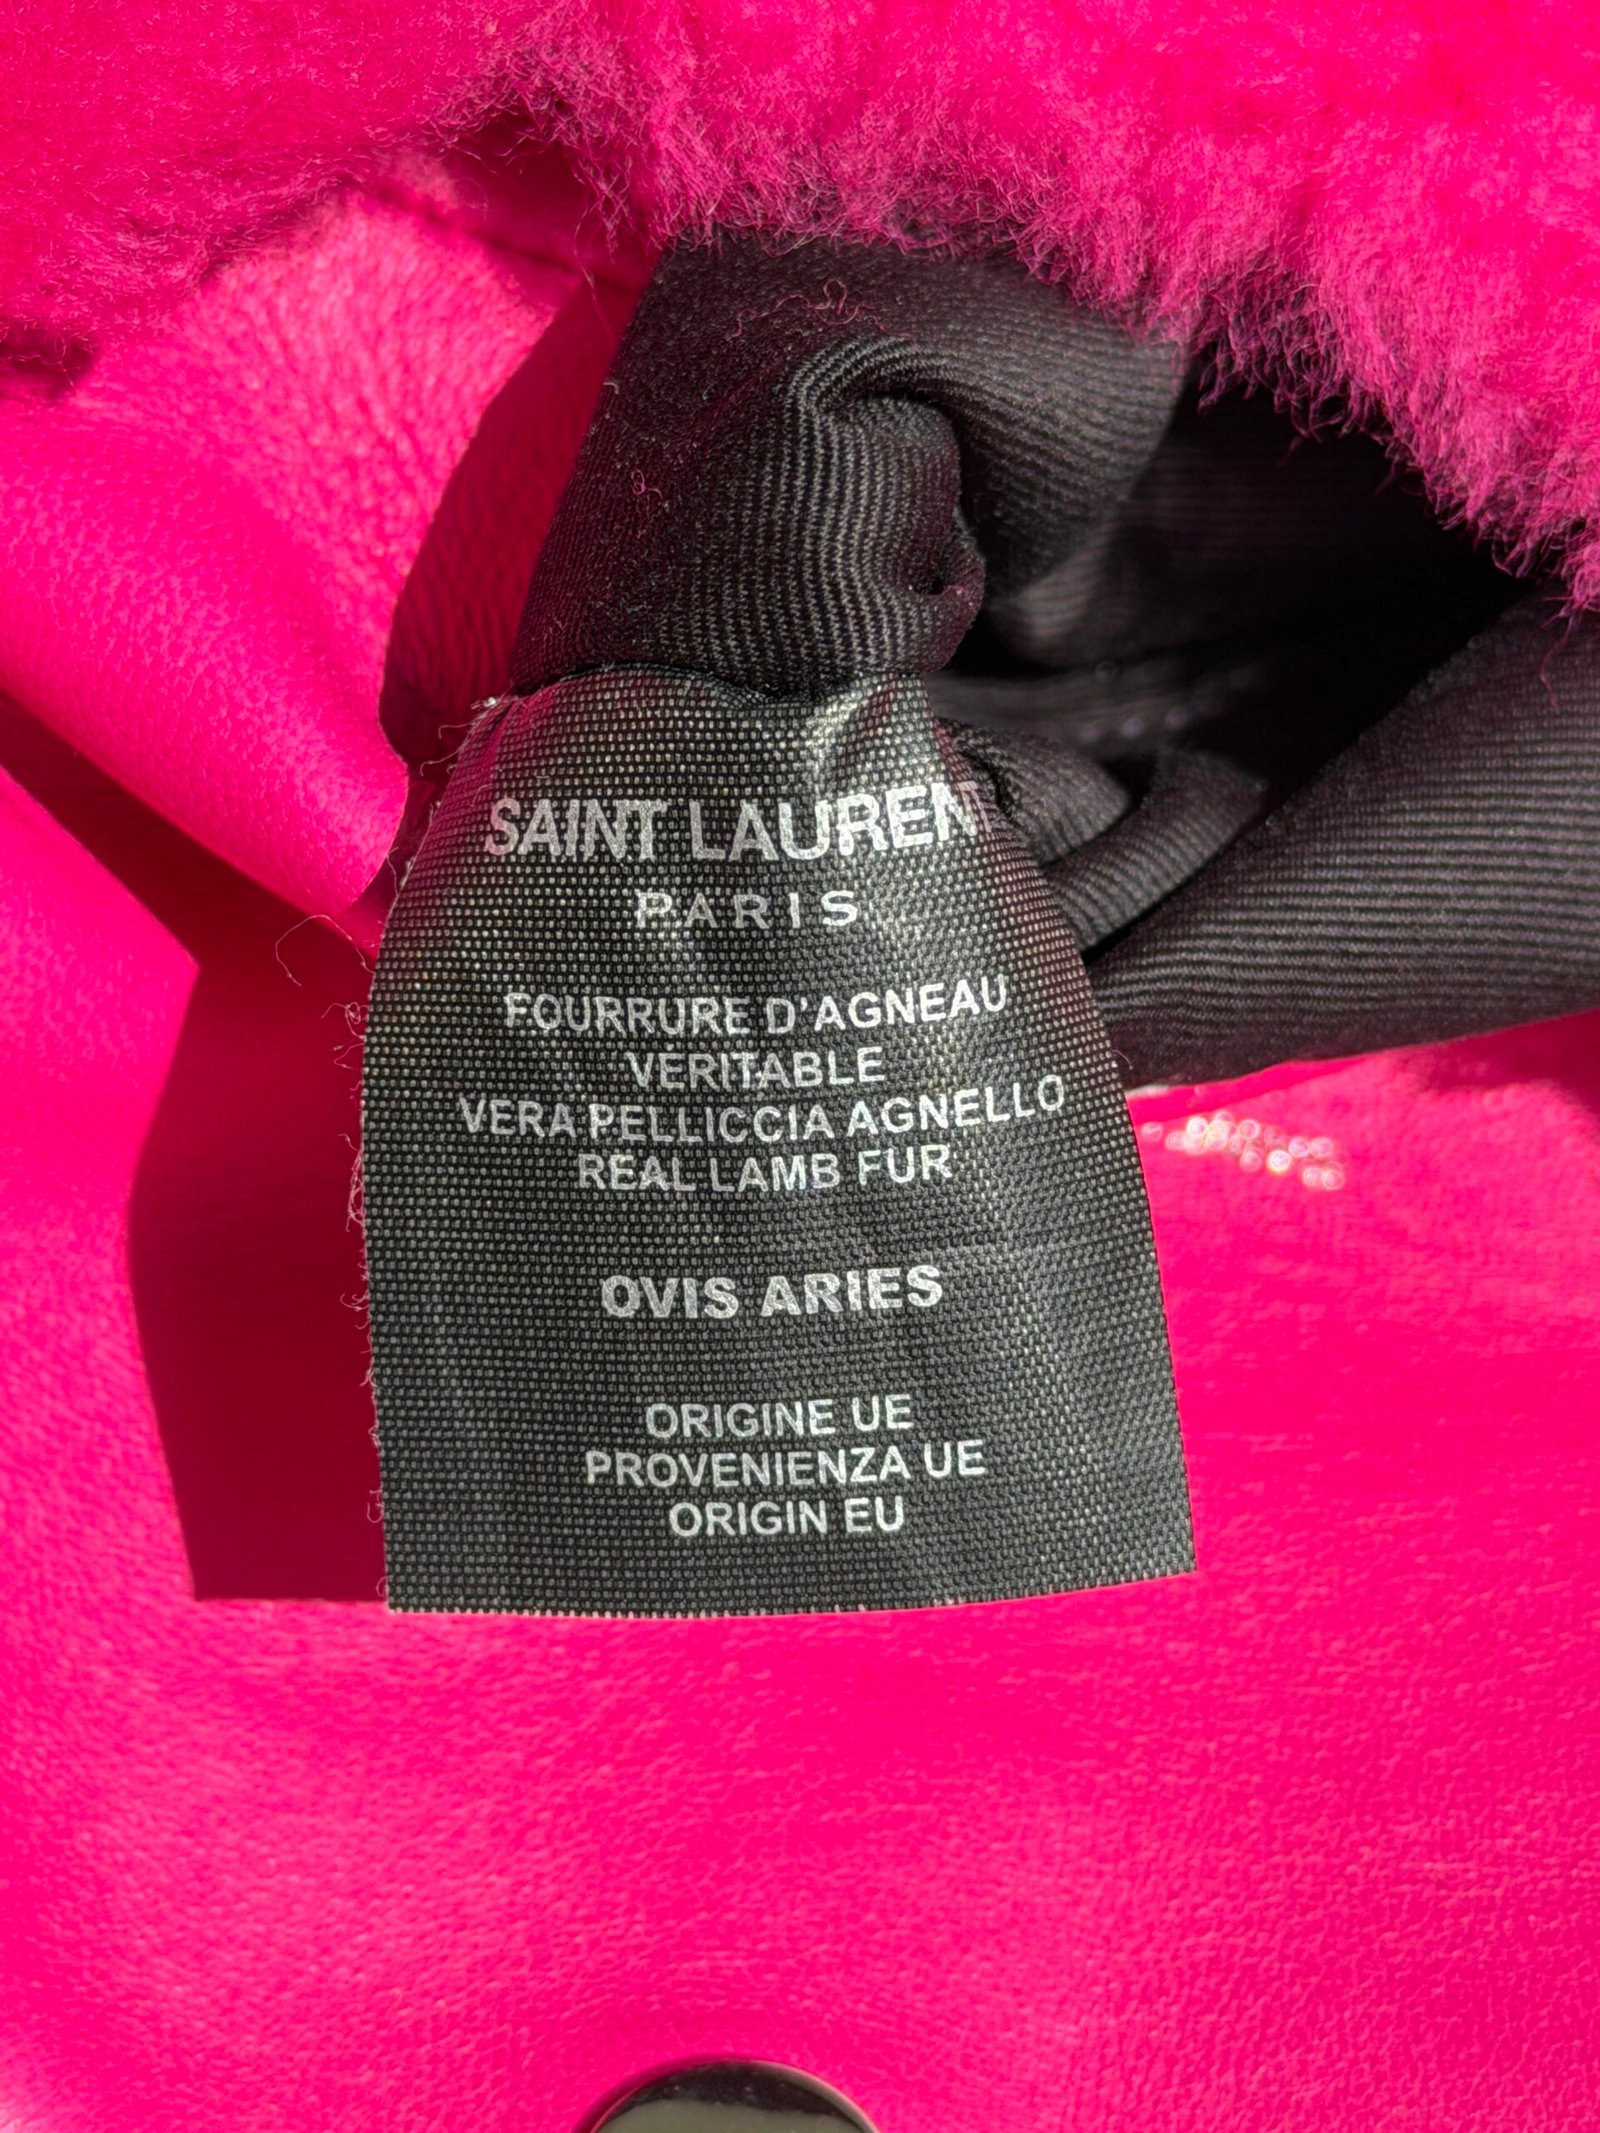 SAINT LAURENT
PARIS
FOURRURE D'AGNEAU
VERITABLE
VERA PELLICCIA AGNELLO
REAL LAMB FUR
OVIS ARIES
ORIGINE UE
PROVENIENZA UE
ORIGIN EU